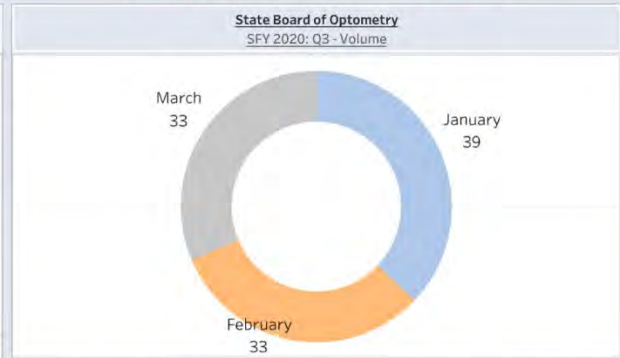 State Board of Optometry
SFY 2020: Q3 - Volume
March
33
January
39
February
33